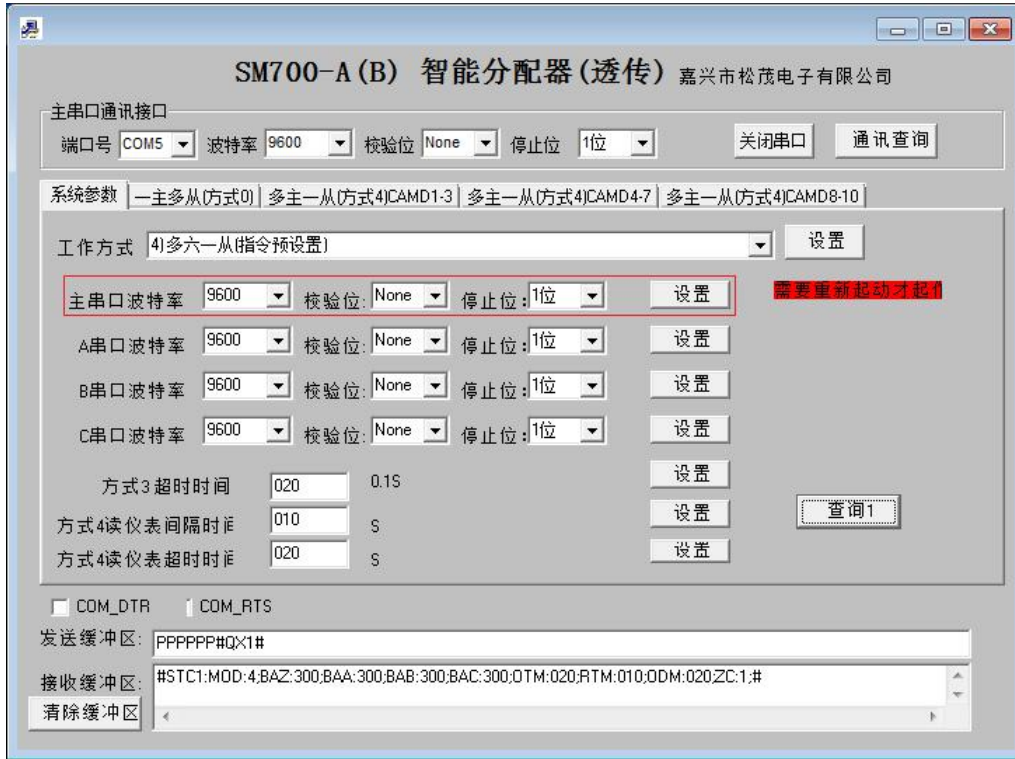 SM700-A(B) 智能分配器(透传) 嘉兴市松茂电子有限公司
主串口通讯接口
端口号 COM5 波特率 9600 校验位 None 停止位 1位 关闭串口 通讯查询
系统参数 一主多从(方式0) 多主一从(方式4)CAMD1-3 多主一从(方式4)CAMD4-7 多主一从(方式4)CAMD8-10
工作方式 4)多六一从(指令预设置) 设置
主串口波特率 9600 校验位: None 停止位: 1位 设置 需要重新起动才起
A串口波特率 9600 校验位: None 停止位: 1位 设置
B串口波特率 9600 校验位: None 停止位: 1位 设置
C串口波特率 9600 校验位: None 停止位: 1位 设置
方式3超时时间 020 0.1S 设置
方式4读仪表间隔时 010 S 设置 查询1
方式4读仪表超时时 020 S 设置
COM_DTR COM_RTS
发送缓冲区: PPPPPP#QX1#
接收缓冲区: #STC1:MOD:4;BAZ:300;BAA:300;BAB:300;BAC:300;OTM:020;RTM:010;ODM:020;ZC:1;#
清除缓冲区